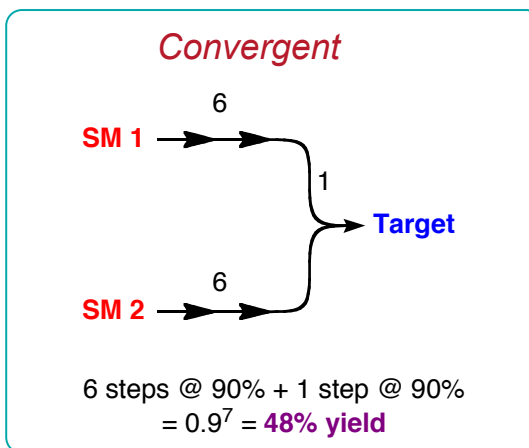 Convergent
6
SM 1
1
Target
6
SM 2
6 steps @ 90% + 1 step @ 90%
= 0.9⁷ = 48% yield